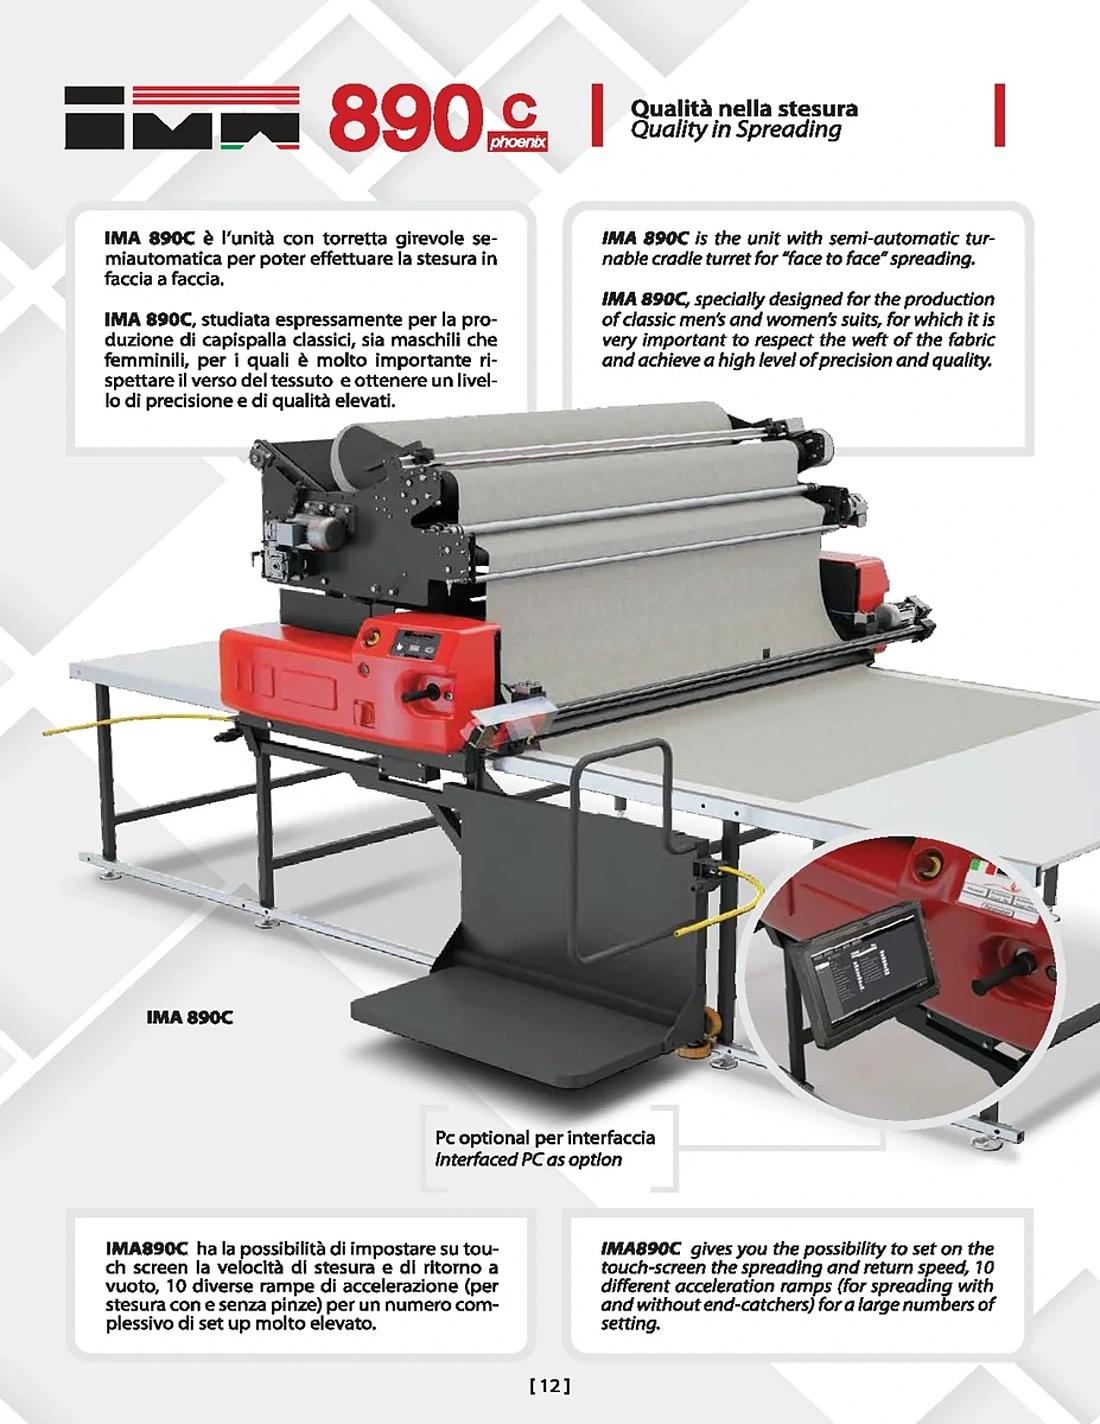 IMA 890 C
phoenix
Qualità nella stesura
Quality in Spreading
IMA 890C è l'unità con torretta girevole se-
miautomatica per poter effettuare la stesura in
faccia a faccia.
IMA 890C, studiata espressamente per la pro-
duzione di capispalla classici, sia maschili che
femminili, per i quali è molto importante ri-
spettare il verso del tessuto e ottenere un livel-
lo di precisione e di qualità elevati.
IMA 890C is the unit with semi-automatic tur-
nable cradle turret for “face to face” spreading.
IMA 890C, specially designed for the production
of classic men's and women's suits, for which it is
very important to respect the weft of the fabric
and achieve a high level of precision and quality.
IMA 890C
Pc optional per interfaccia
Interfaced PC as option
IMA890C ha la possibilità di impostare su tou-
ch screen la velocità di stesura e di ritorno a
vuoto, 10 diverse rampe di accelerazione (per
stesura con e senza pinze) per un numero com-
plessivo di set up molto elevato.
IMA890C gives you the possibility to set on the
touch-screen the spreading and return speed, 10
different acceleration ramps (for spreading with
and without end-catchers) for a large numbers of
setting.
[ 12 ]